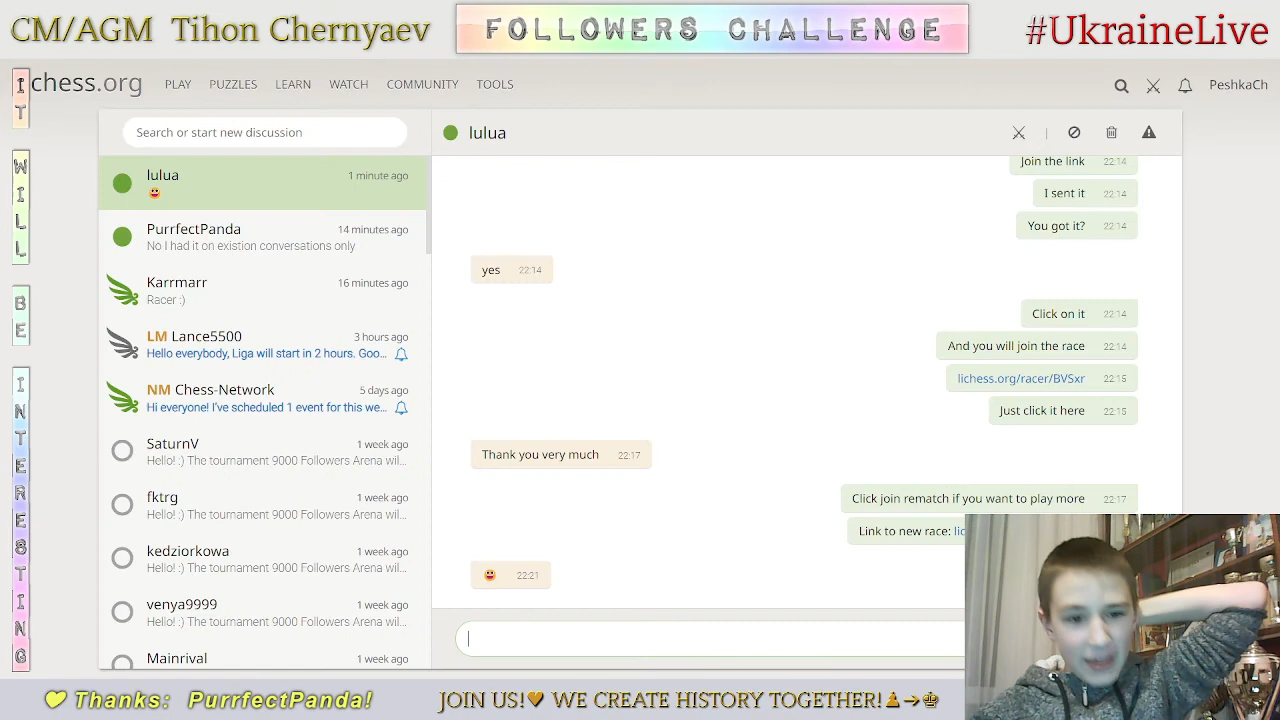 CM/AGM Tihon Chernyaev
FOLLOWERS CHALLENGE
#UkraineLive
IT WILL BE INTERESTING
lichess.org
PLAY
PUZZLES
LEARN
WATCH
COMMUNITY
TOOLS
PeshkaCh
Search or start new discussion
lulua
1 minute ago
😀
PurrfectPanda
14 minutes ago
No I had it on existion conversations only
Karrmarr
16 minutes ago
Racer :)
LM Lance5500
3 hours ago
Hello everybody, Liga will start in 2 hours. Goo...
NM Chess-Network
5 days ago
Hi everyone! I've scheduled 1 event for this we...
SaturnV
1 week ago
Hello! :) The tournament 9000 Followers Arena wil...
fktrg
1 week ago
Hello! :) The tournament 9000 Followers Arena wil...
kedziorkowa
1 week ago
Hello! :) The tournament 9000 Followers Arena wil...
venya9999
1 week ago
Hello! :) The tournament 9000 Followers Arena wil...
Mainrival
1 week ago
lulua
Join the link 22:14
I sent it 22:14
You got it? 22:14
yes 22:14
Click on it 22:14
And you will join the race 22:14
lichess.org/racer/BVSxr 22:15
Just click it here 22:15
Thank you very much 22:17
Click join rematch if you want to play more 22:17
Link to new race: lic
😀 22:21
Thanks: PurrfectPanda!
JOIN US!🧡 WE CREATE HISTORY TOGETHER!♟→♚